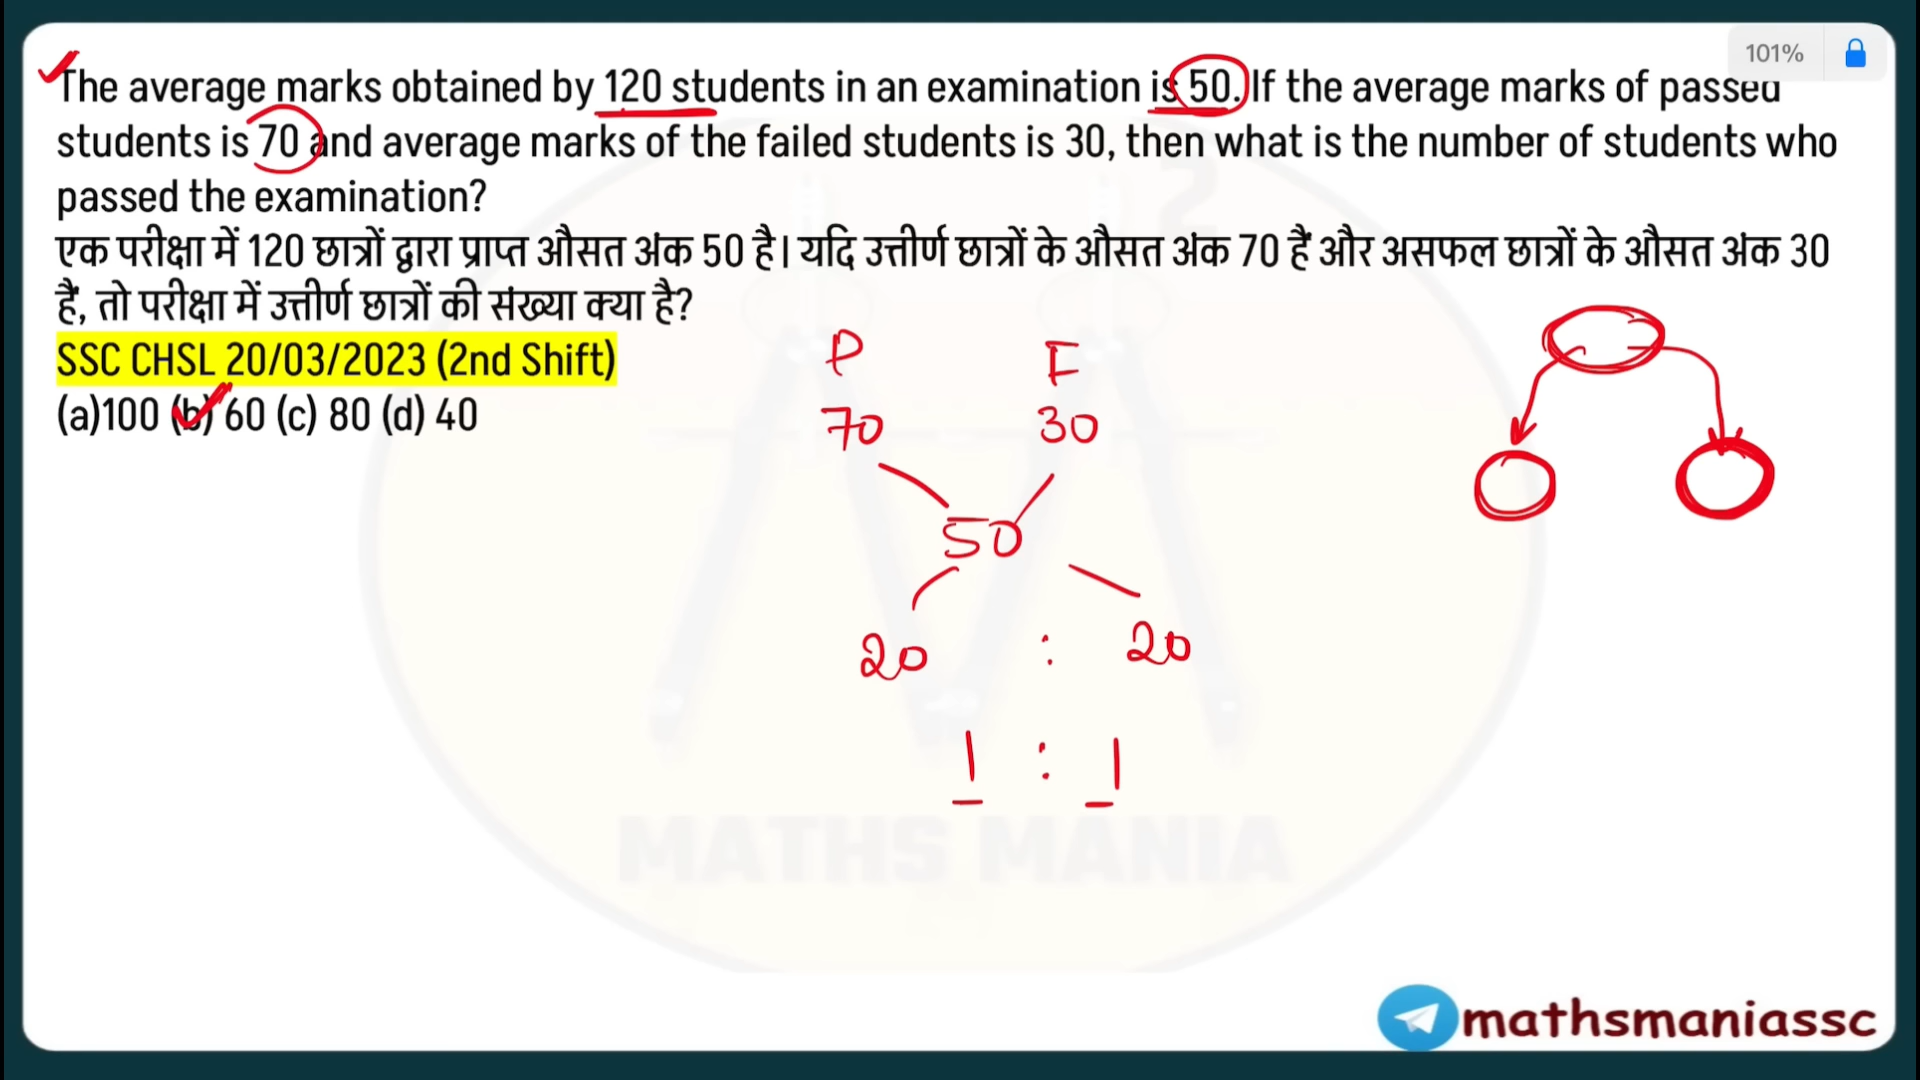 101%
The average marks obtained by 120 students in an examination is 50. If the average marks of passed
students is 70 and average marks of the failed students is 30, then what is the number of students who
passed the examination?
एक परीक्षा में 120 छात्रों द्वारा प्राप्त औसत अंक 50 है। यदि उत्तीर्ण छात्रों के औसत अंक 70 हैं और असफल छात्रों के औसत अंक 30
हैं, तो परीक्षा में उत्तीर्ण छात्रों की संख्या क्या है?
SSC CHSL 20/03/2023 (2nd Shift)
(a)100 (b) 60 (c) 80 (d) 40
P F
70 30
50
20 : 20
1 : 1
MATHS MANIA
mathsmaniassc